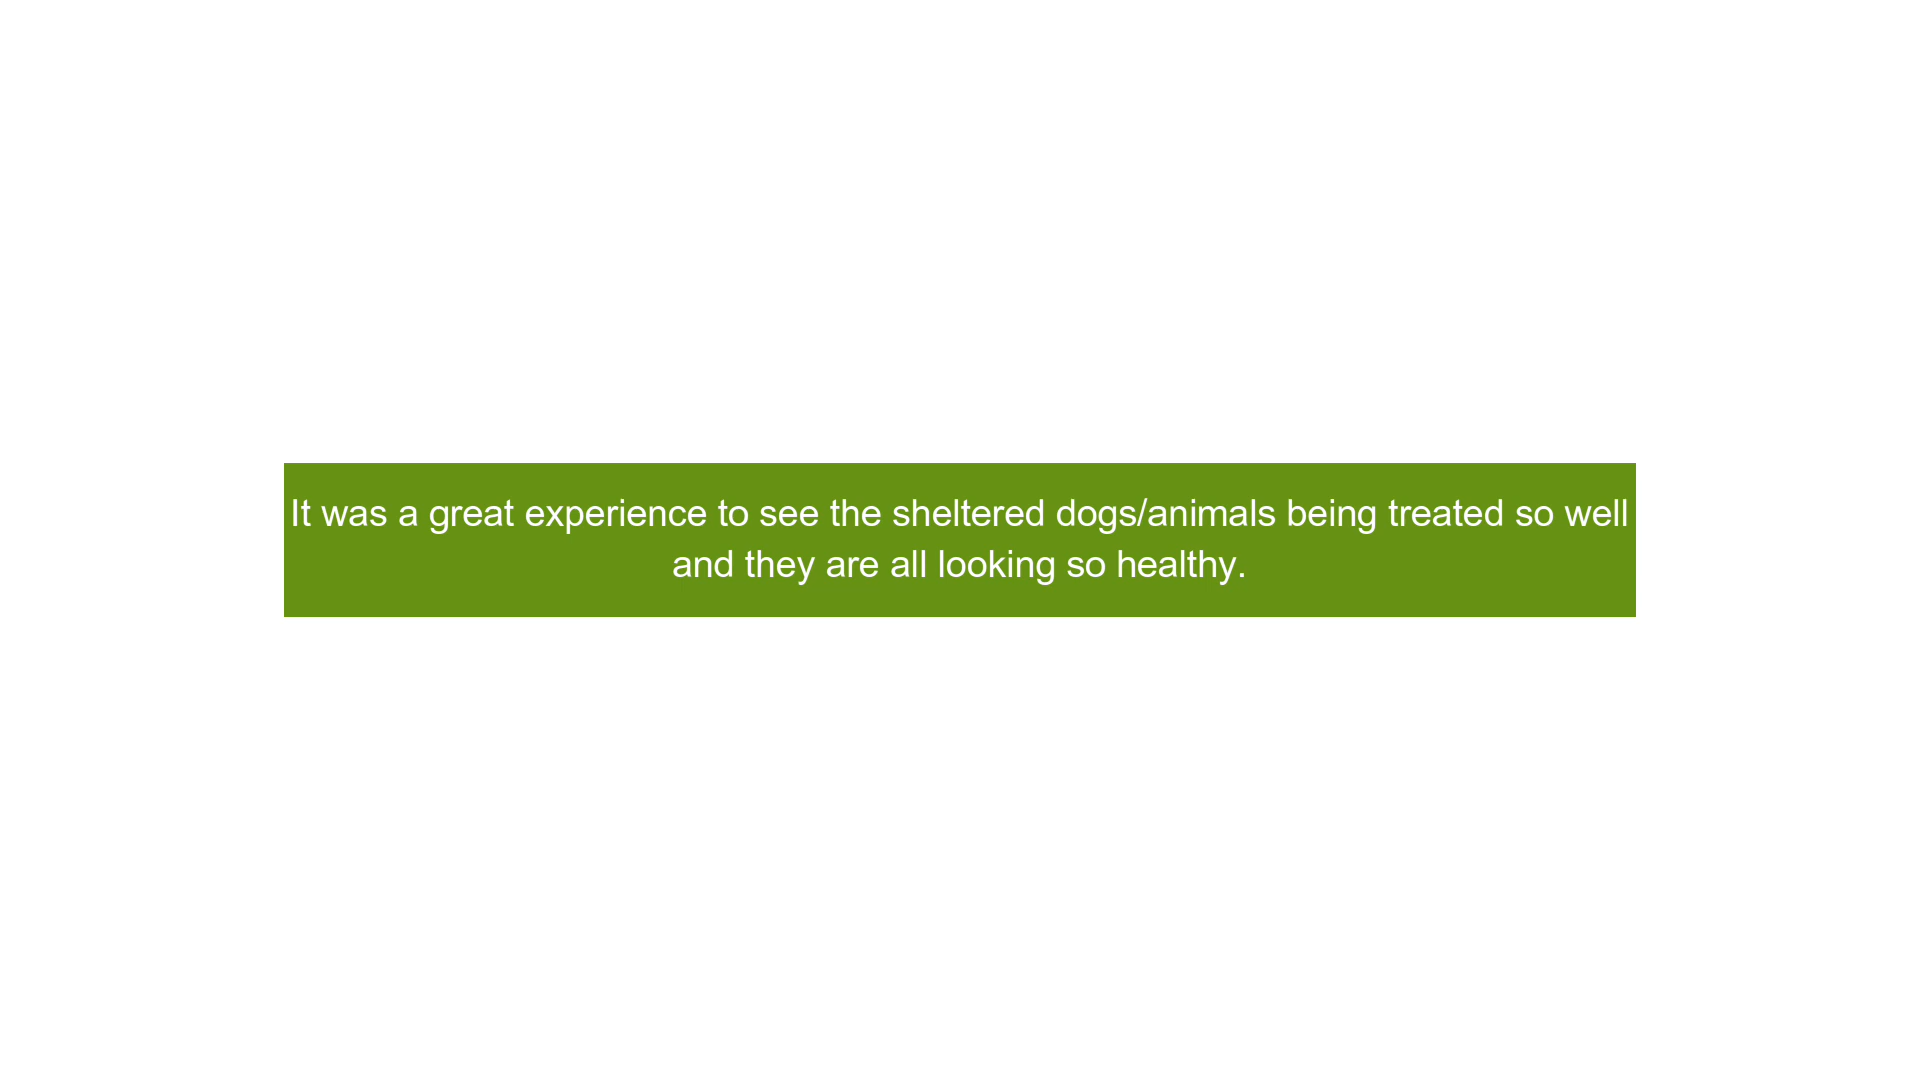 It was a great experience to see the sheltered dogs/animals being treated so well
and they are all looking so healthy.